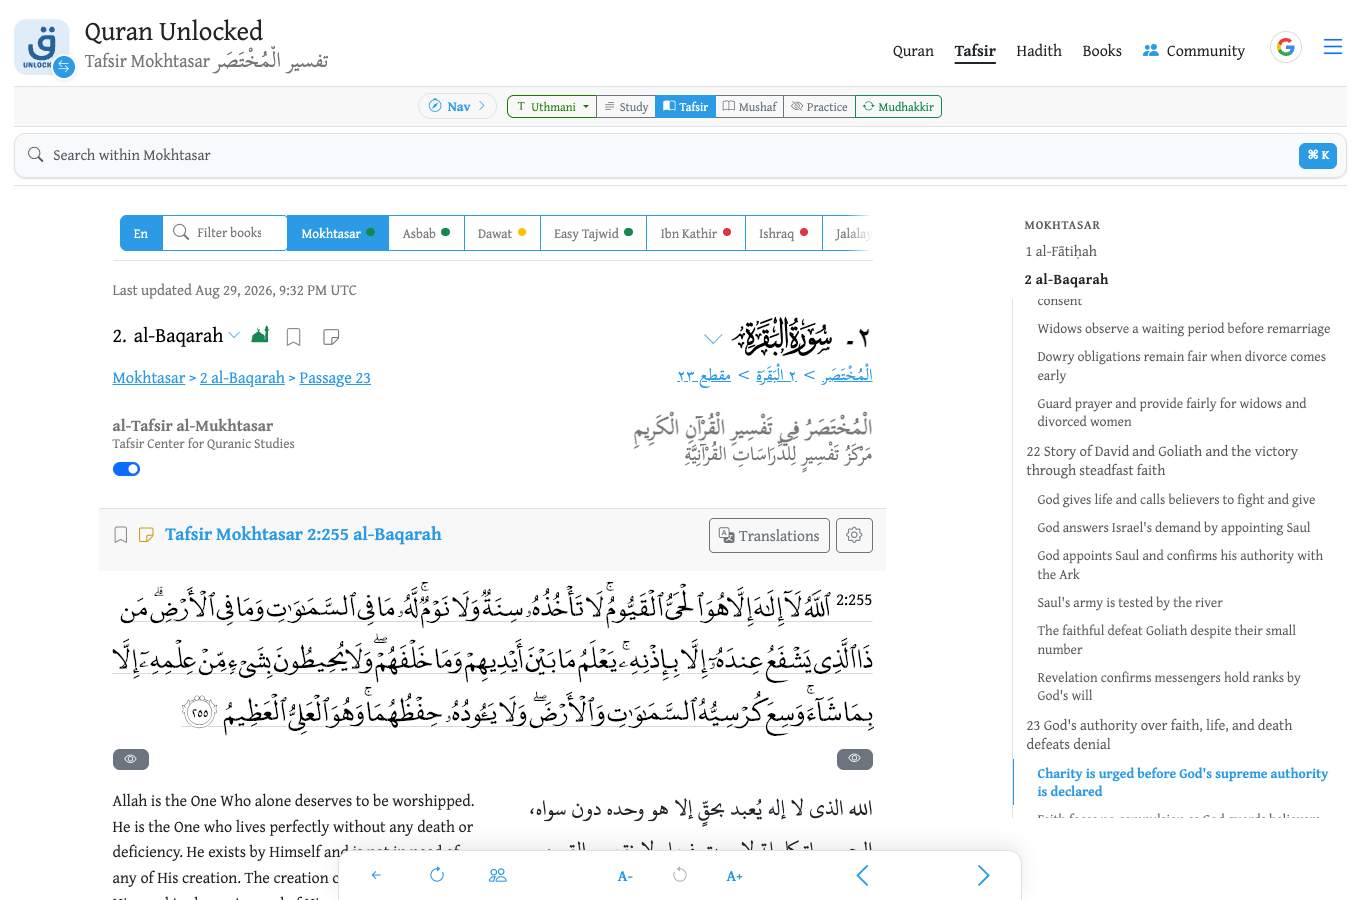 Quran Unlocked
Tafsir Mokhtasar تفسير الْمُخْتَصَر
ق
UNLOCK
Quran
Tafsir
Hadith
Books
Community
Nav
Uthmani
Study
Tafsir
Mushaf
Practice
Mudhakkir
Search within Mokhtasar
⌘ K
En
Filter books
Mokhtasar
Asbab
Dawat
Easy Tajwid
Ibn Kathir
Ishraq
Jalalay
Last updated Aug 29, 2026, 9:32 PM UTC
2. al-Baqarah
٢ - سُورَةُ الْبَقَرَةِ
Mokhtasar > 2 al-Baqarah > Passage 23
الْمُخْتَصَر > ٢ الْبَقَرَة > مقطع ٢٣
al-Tafsir al-Mukhtasar
Tafsir Center for Quranic Studies
الْمُخْتَصَرُ فِي تَفْسِيرِ الْقُرْآنِ الْكَرِيمِ
مَرْكَزُ تَفْسِيرٍ لِلدِّرَاسَاتِ القُرْآنِيَّةِ
Tafsir Mokhtasar 2:255 al-Baqarah
Translations
2:255 ٱللَّهُ لَآ إِلَٰهَ إِلَّا هُوَ ٱلْحَىُّ ٱلْقَيُّومُ ۚ لَا تَأْخُذُهُۥ سِنَةٌ وَلَا نَوْمٌ ۚ لَّهُۥ مَا فِى ٱلسَّمَٰوَٰتِ وَمَا فِى ٱلْأَرْضِ ۗ مَن
ذَا ٱلَّذِى يَشْفَعُ عِندَهُۥٓ إِلَّا بِإِذْنِهِۦ ۚ يَعْلَمُ مَا بَيْنَ أَيْدِيهِمْ وَمَا خَلْفَهُمْ ۖ وَلَا يُحِيطُونَ بِشَىْءٍ مِّنْ عِلْمِهِۦٓ إِلَّا
بِمَا شَآءَ ۚ وَسِعَ كُرْسِيُّهُ ٱلسَّمَٰوَٰتِ وَٱلْأَرْضَ ۖ وَلَا يَـُٔودُهُۥ حِفْظُهُمَا ۚ وَهُوَ ٱلْعَلِىُّ ٱلْعَظِيمُ ٢٥٥
Allah is the One Who alone deserves to be worshipped.
He is the One who lives perfectly without any death or
deficiency. He exists by Himself and
any of His creation. The creation
الله الذي لا إله يُعبد بحقٍّ إلا هو وحده دون سواه،
A-
A+
MOKHTASAR
1 al-Fātiḥah
2 al-Baqarah
consent
Widows observe a waiting period before remarriage
Dowry obligations remain fair when divorce comes
early
Guard prayer and provide fairly for widows and
divorced women
22 Story of David and Goliath and the victory
through steadfast faith
God gives life and calls believers to fight and give
God answers Israel's demand by appointing Saul
God appoints Saul and confirms his authority with
the Ark
Saul's army is tested by the river
The faithful defeat Goliath despite their small
number
Revelation confirms messengers hold ranks by
God's will
23 God's authority over faith, life, and death
defeats denial
Charity is urged before God's supreme authority
is declared